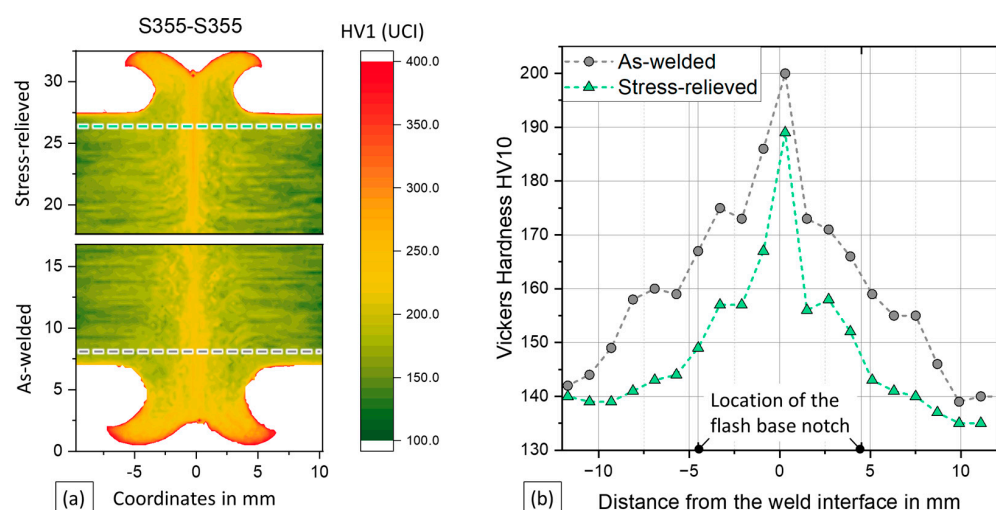 S355-S355
HV1 (UCI)
Stress-relieved
As-welded
30
25
20
15
10
5
0
-5
0
5
10
Coordinates in mm
(a)
400.0
350.0
300.0
250.0
200.0
150.0
100.0
As-welded
Stress-relieved
Vickers Hardness HV10
200
190
180
170
160
150
140
130
Location of the
flash base notch
-10
-5
0
5
10
Distance from the weld interface in mm
(b)